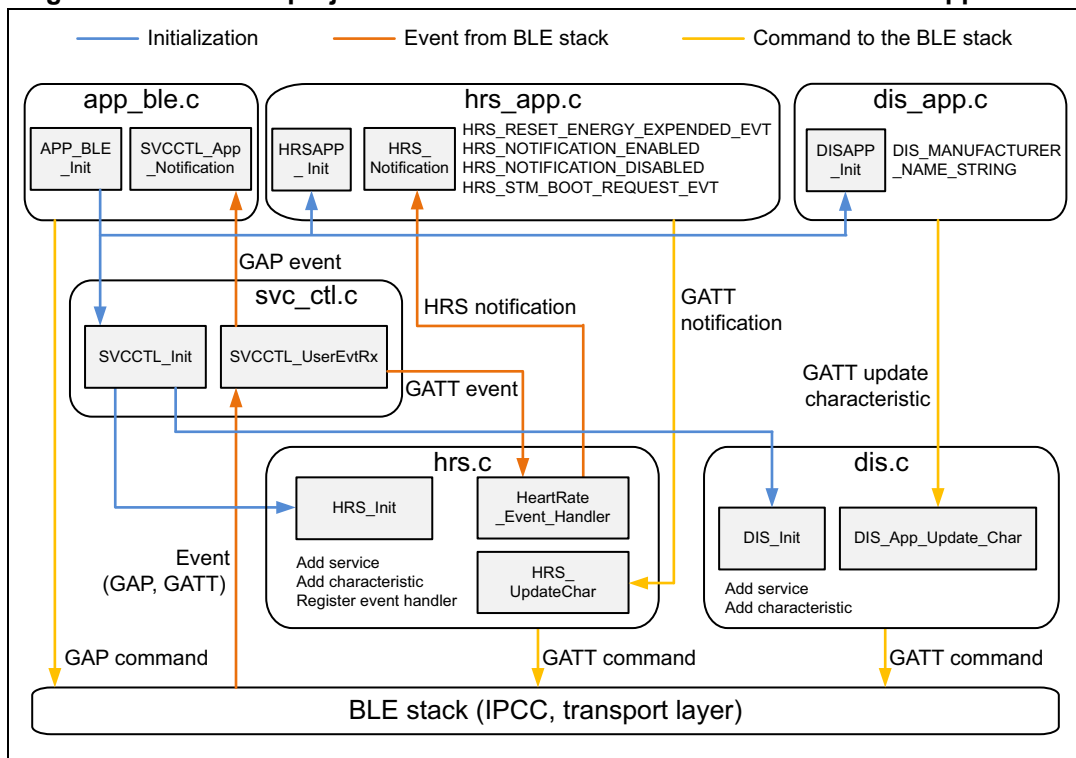 Initialization
Event from BLE stack
Command to the BLE stack
app_ble.c
APP_BLE
_Init
SVCCTL_App
_Notification
hrs_app.c
HRSAPP
_ Init
HRS_
Notification
HRS_RESET_ENERGY_EXPENDED_EVT
HRS_NOTIFICATION_ENABLED
HRS_NOTIFICATION_DISABLED
HRS_STM_BOOT_REQUEST_EVT
dis_app.c
DISAPP
_Init
DIS_MANUFACTURER
_NAME_STRING
GAP event
svc_ctl.c
SVCCTL_Init
SVCCTL_UserEvtRx
HRS notification
GATT
notification
GATT event
GATT update
characteristic
hrs.c
HRS_Init
HeartRate
_Event_Handler
HRS_
UpdateChar
Add service
Add characteristic
Register event handler
dis.c
DIS_Init
DIS_App_Update_Char
Add service
Add characteristic
Event
(GAP, GATT)
GAP command
GATT command
GATT command
BLE stack (IPCC, transport layer)